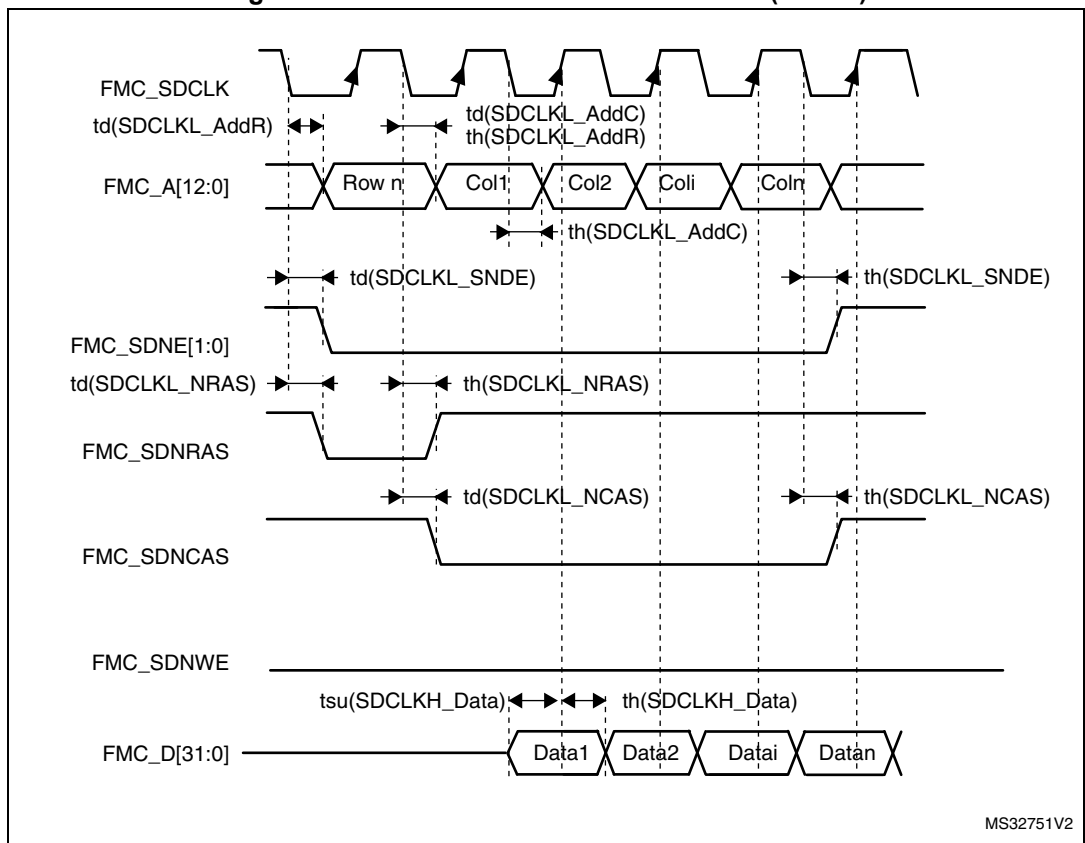 FMC_SDCLK
td(SDCLKL_AddR)
td(SDCLKL_AddC)
th(SDCLKL_AddR)
FMC_A[12:0]
Row n
Col1
Col2
Coli
Coln
th(SDCLKL_AddC)
td(SDCLKL_SNDE)
th(SDCLKL_SNDE)
FMC_SDNE[1:0]
td(SDCLKL_NRAS)
th(SDCLKL_NRAS)
FMC_SDNRAS
td(SDCLKL_NCAS)
th(SDCLKL_NCAS)
FMC_SDNCAS
FMC_SDNWE
tsu(SDCLKH_Data)
th(SDCLKH_Data)
FMC_D[31:0]
Data1
Data2
Datai
Datan
MS32751V2